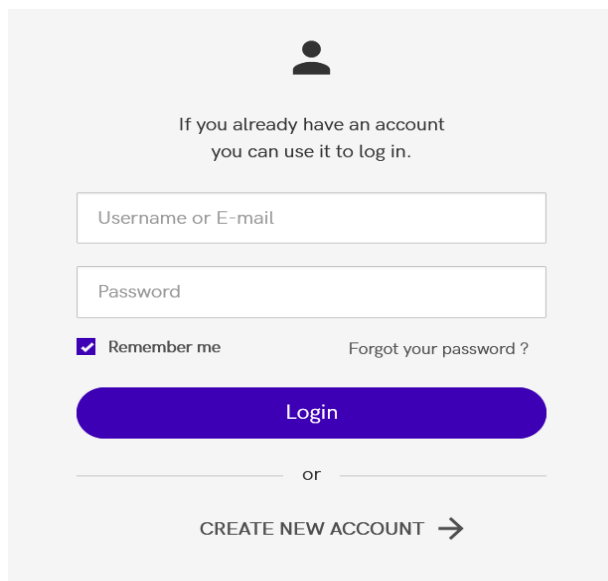 If you already have an account
you can use it to log in.
Username or E-mail
Password
Remember me
Forgot your password ?
Login
or
CREATE NEW ACCOUNT